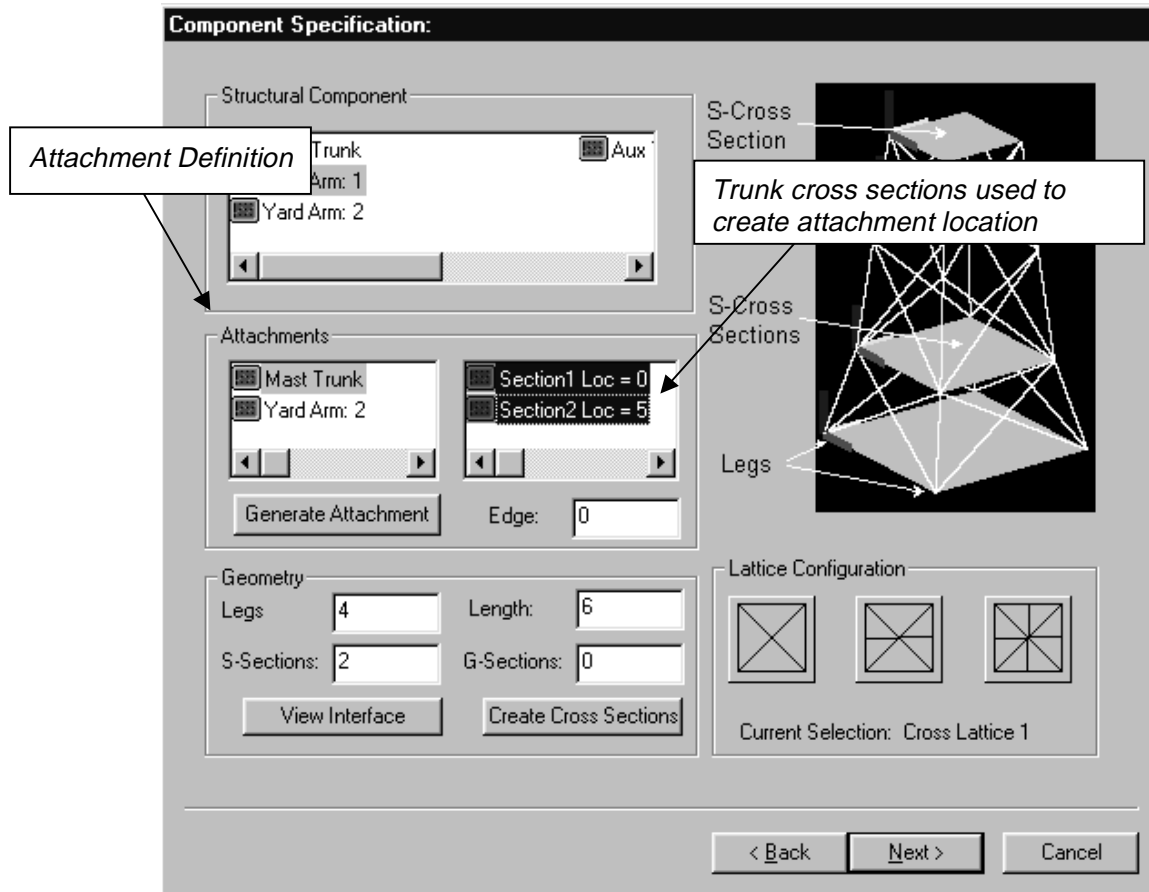 Component Specification:
Structural Component
Trunk
Aux
Arm: 1
Yard Arm: 2
Attachment Definition
S-Cross
Section
Trunk cross sections used to
create attachment location
S-Cross
Sections
Legs
Attachments
Mast Trunk
Yard Arm: 2
Section1 Loc = 0
Section2 Loc = 5
Generate Attachment
Edge:
0
Geometry
Legs
4
Length:
6
S-Sections:
2
G-Sections:
0
View Interface
Create Cross Sections
Lattice Configuration
Current Selection: Cross Lattice 1
< Back
Next >
Cancel